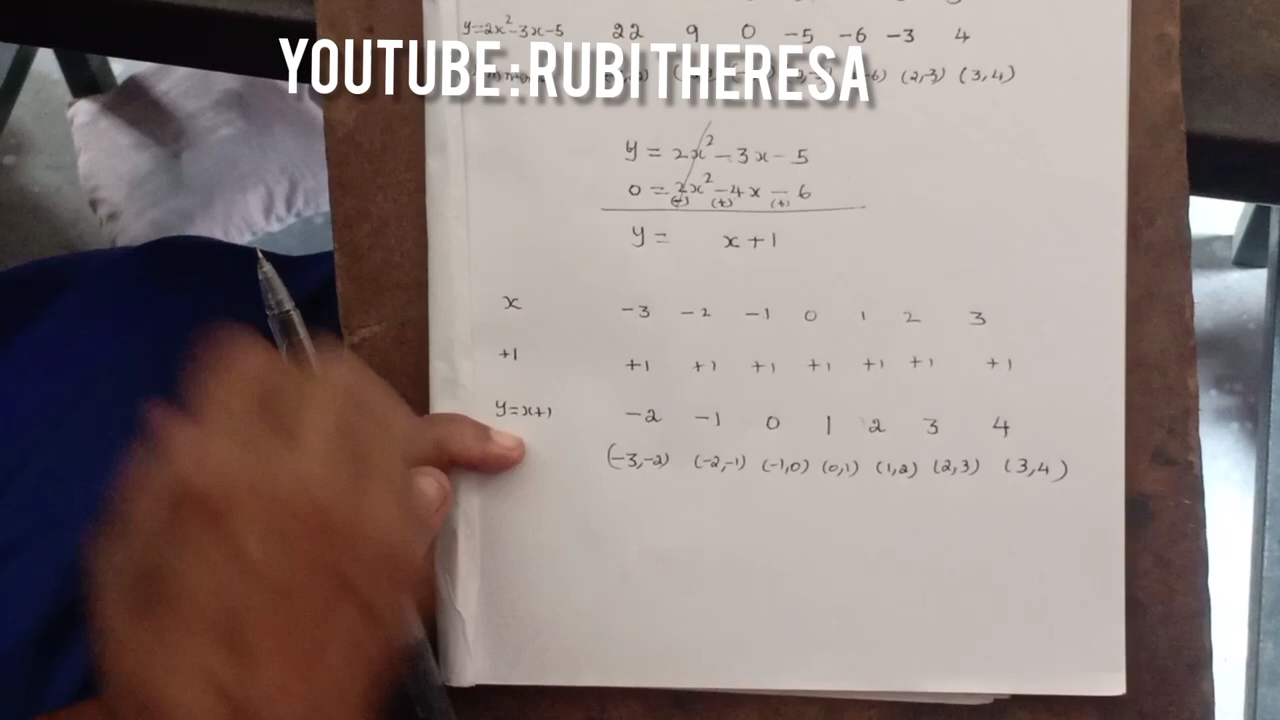 y=2x²-3x-5 22 9 0 -5 -6 -3 4
YOUTUBE:RUBI THERESA
(2,-3) (3,4)
y = 2x² - 3x - 5
0 = 2x² - 4x - 6
(-) (+) (+)
y = x + 1
x -3 -2 -1 0 1 2 3
+1 +1 +1 +1 +1 +1 +1 +1
y=x+1 -2 -1 0 1 2 3 4
(-3,-2) (-2,-1) (-1,0) (0,1) (1,2) (2,3) (3,4)